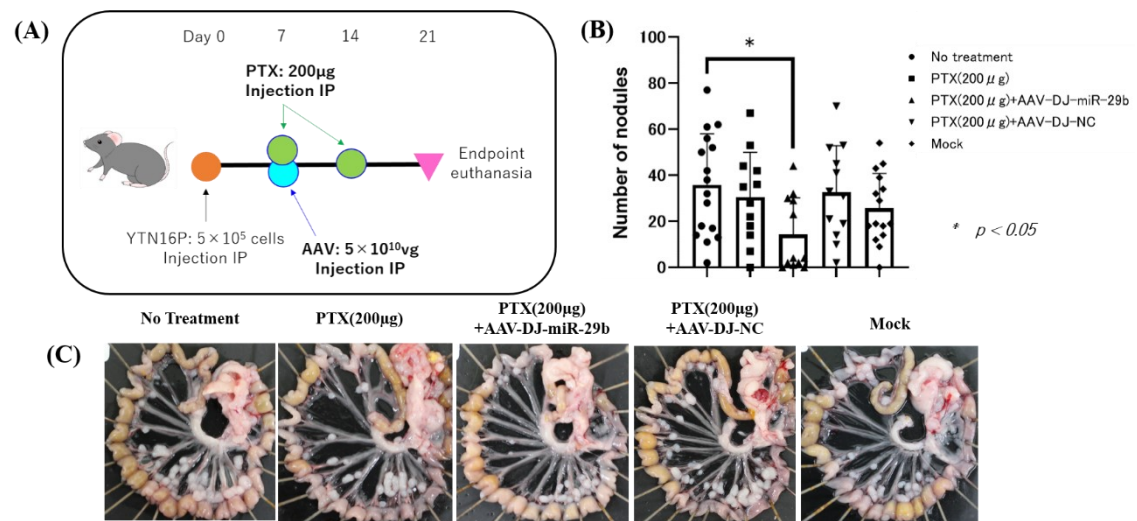 (A)
Day 0 7 14 21
PTX: 200μg
Injection IP
Endpoint
euthanasia
YTN16P: 5×10⁵ cells
Injection IP
AAV: 5×10¹⁰vg
Injection IP
(B)
Number of nodules
100
80
60
40
20
0
*
No treatment
PTX(200μg)
PTX(200μg)+AAV-DJ-miR-29b
PTX(200μg)+AAV-DJ-NC
Mock
* p<0.05
(C)
No Treatment
PTX(200μg)
PTX(200μg)
+AAV-DJ-miR-29b
PTX(200μg)
+AAV-DJ-NC
Mock